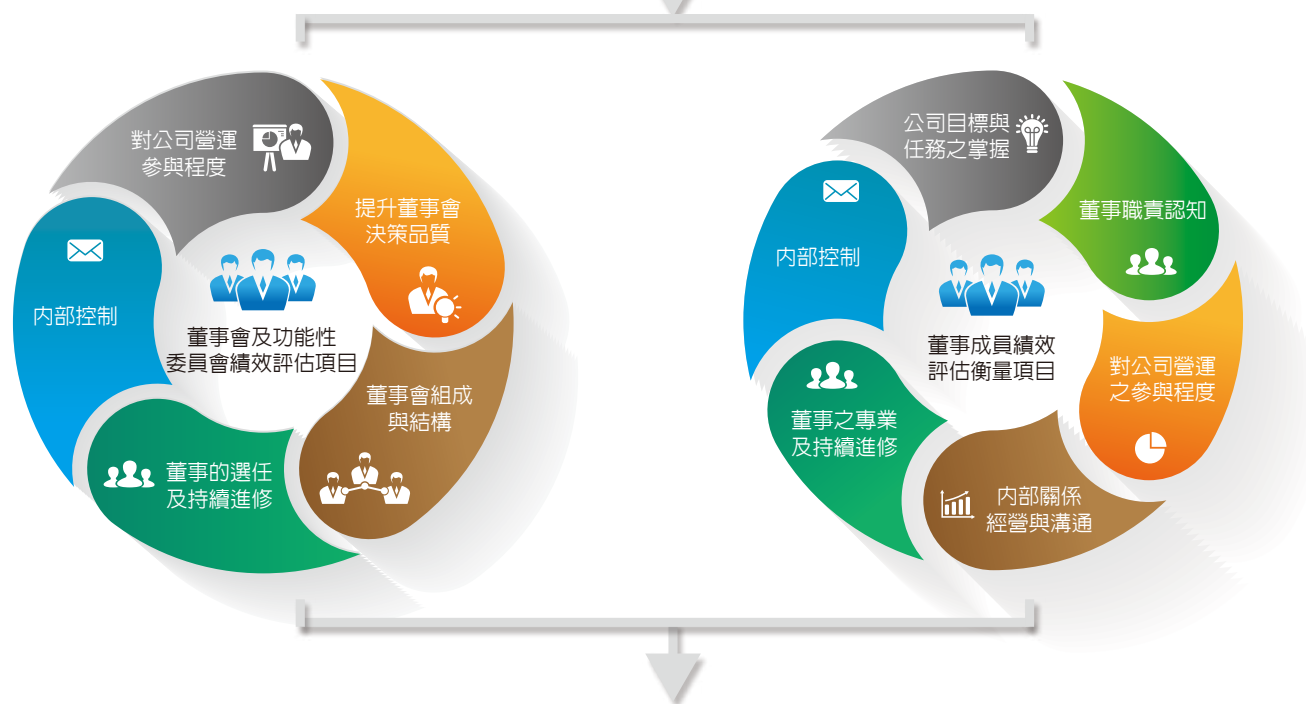 對公司營運
參與程度
提升董事會
決策品質
董事會組成
與結構
董事的選任
及持續進修
內部控制
董事會及功能性
委員會績效評估項目
公司目標與
任務之掌握
董事職責認知
對公司營運
之參與程度
內部關係
經營與溝通
董事之專業
及持續進修
內部控制
董事成員績效
評估衡量項目